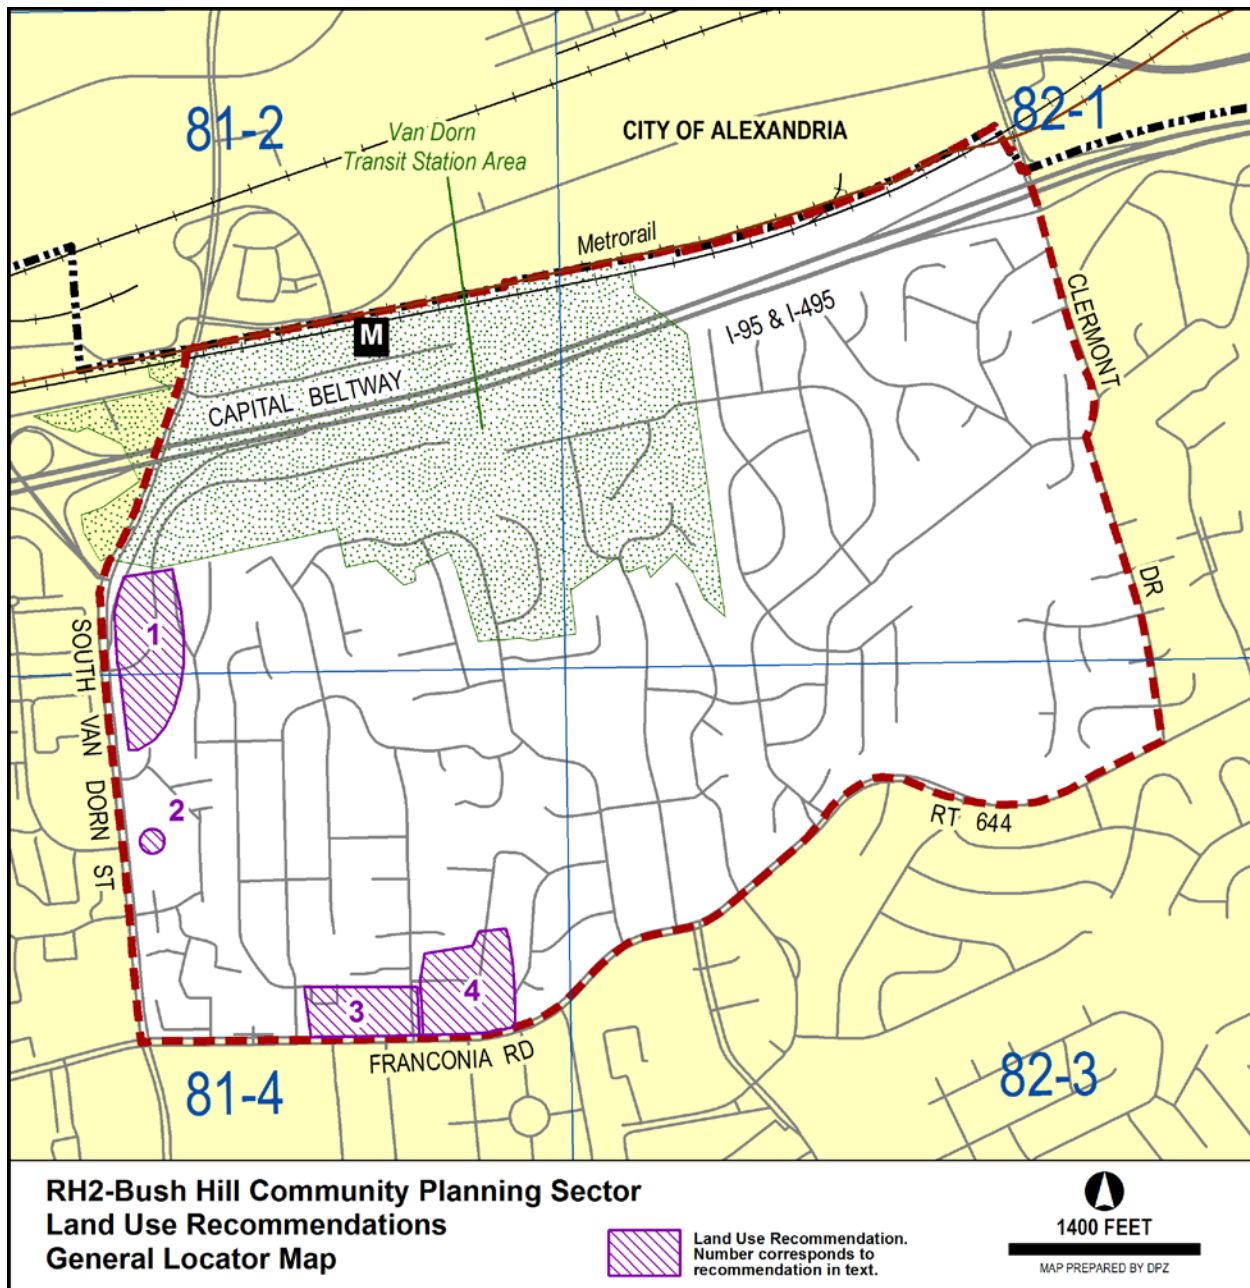 81-2
82-1
CITY OF ALEXANDRIA
Van Dorn
Transit Station Area
Metrorail
M
I-95 & I-495
CLERMONT
CAPITAL BELTWAY
DR
1
SOUTH VAN DORN ST
2
RT 644
3
4
FRANCONIA RD
81-4
82-3
RH2-Bush Hill Community Planning Sector
Land Use Recommendations
General Locator Map
Land Use Recommendation.
Number corresponds to
recommendation in text.
1400 FEET
MAP PREPARED BY DPZ